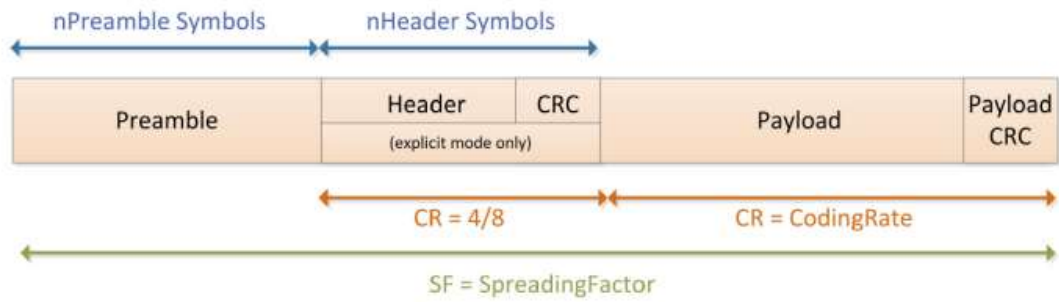 nPreamble Symbols
nHeader Symbols
Preamble
Header
CRC
(explicit mode only)
Payload
Payload
CRC
CR = 4/8
CR = CodingRate
SF = SpreadingFactor